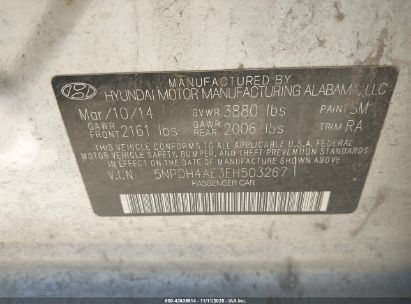 MANUFACTURED BY
HYUNDAI MOTOR MANUFACTURING ALABAMA, LLC
Mar/10/14 GVWR 3880 lbs PAINT SM
GAWR FRONT 2161 lbs GAWR REAR 2006 lbs TRIM RA
THIS VEHICLE CONFORMS TO ALL APPLICABLE U.S. FEDERAL
MOTOR VEHICLE SAFETY, BUMPER, AND THEFT PREVENTION
STANDARDS IN EFFECT ON THE DATE OF MANUFACTURE SHOWN ABOVE.
V.I.N 5NPDH4AE3FH503267
PASSENGER CAR